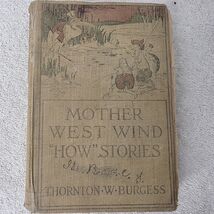 MOTHER
WEST WIND
"HOW" STORIES
THORNTON·W·BURGESS